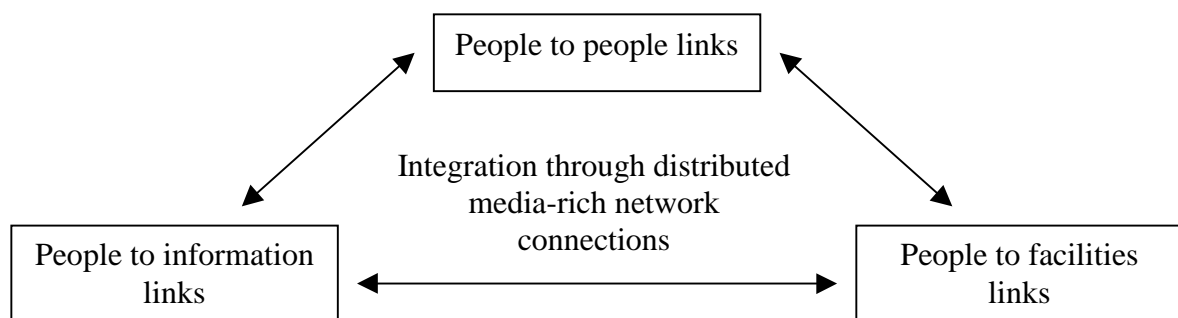 People to people links
Integration through distributed
media-rich network
connections
People to information
links
People to facilities
links